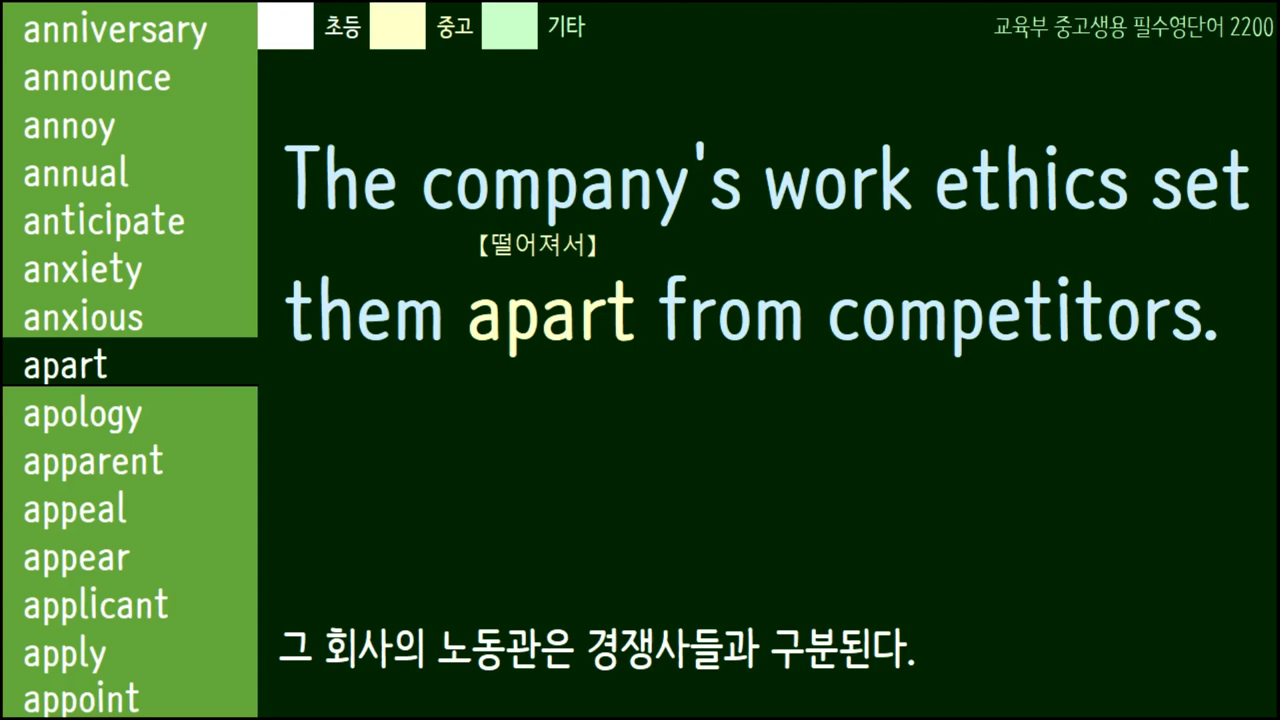 anniversary
announce
annoy
annual
anticipate
anxiety
anxious
apart
apology
apparent
appeal
appear
applicant
apply
appoint
초등 중고 기타
교육부 중고생용 필수영단어 2200
The company's work ethics set
【떨어져서】
them apart from competitors.
그 회사의 노동관은 경쟁사들과 구분된다.